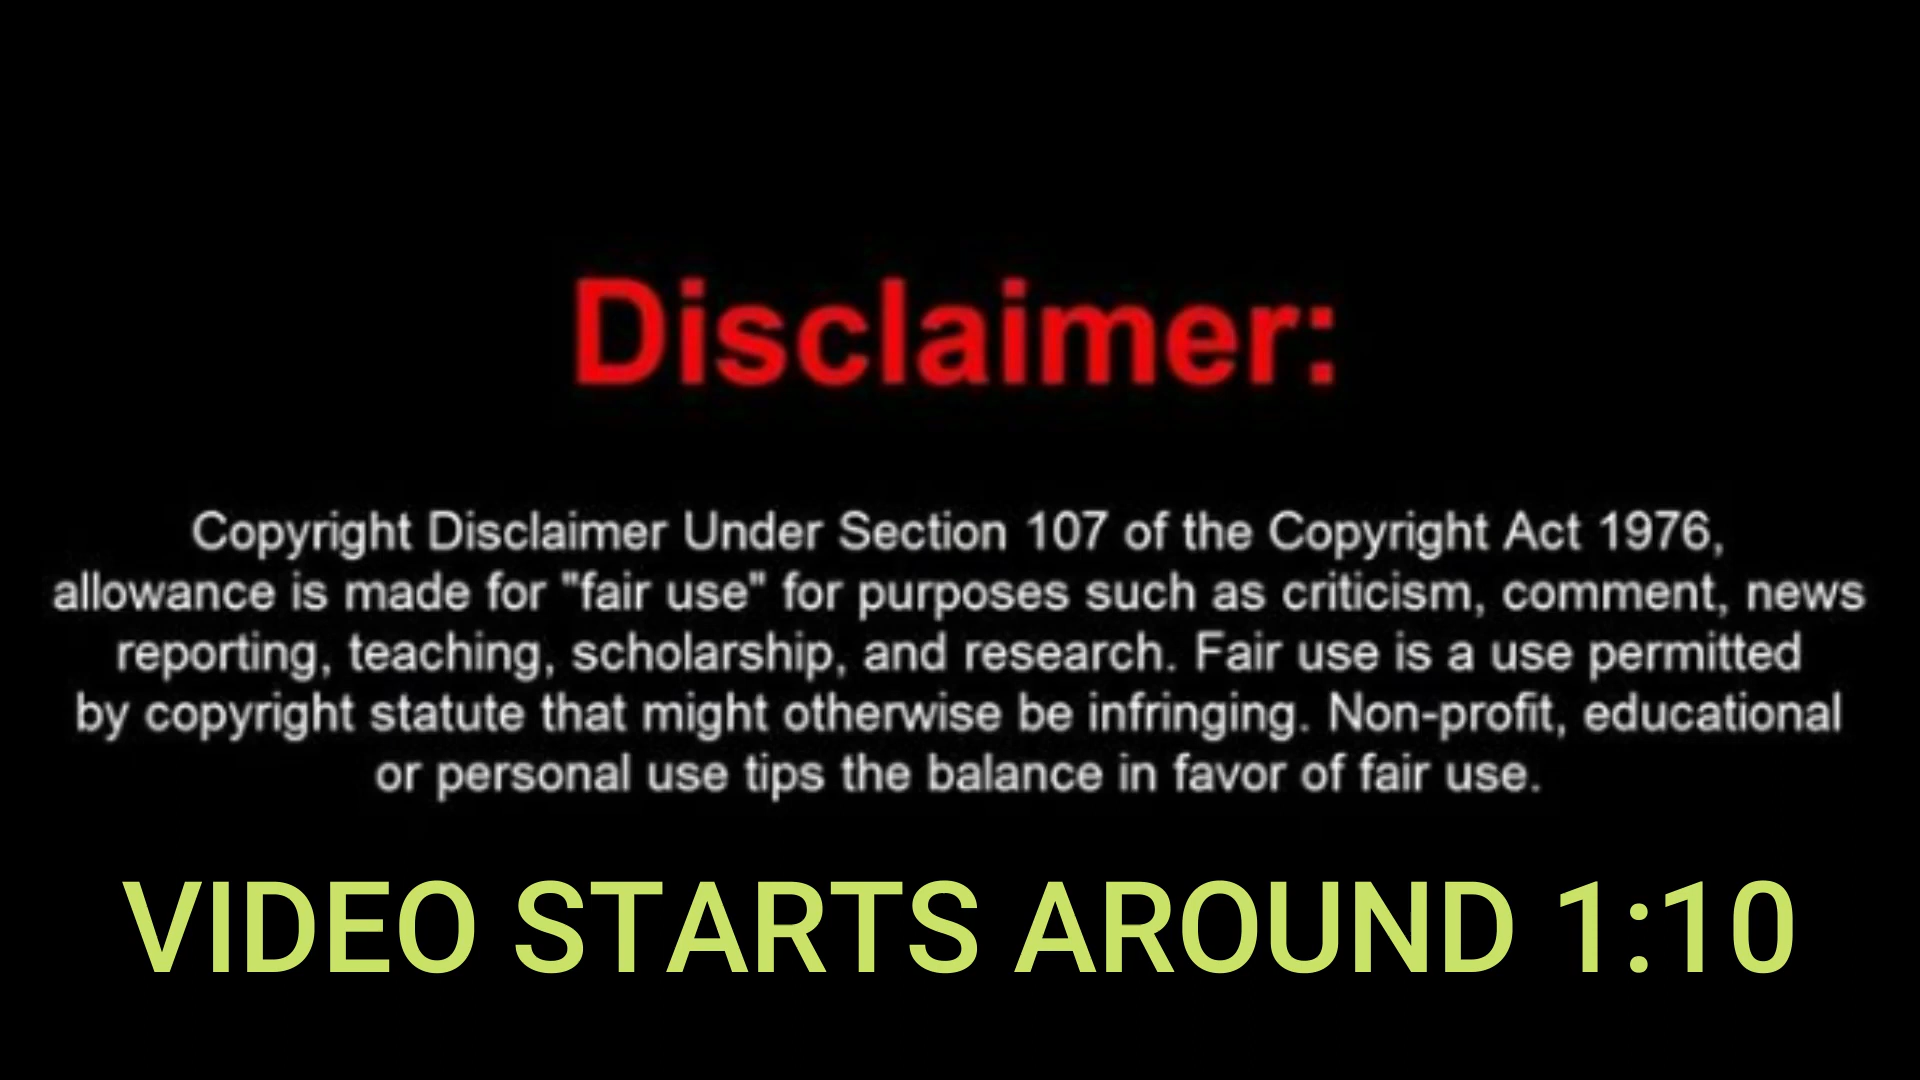 Disclaimer:
Copyright Disclaimer Under Section 107 of the Copyright Act 1976,
allowance is made for "fair use" for purposes such as criticism, comment, news
reporting, teaching, scholarship, and research. Fair use is a use permitted
by copyright statute that might otherwise be infringing. Non-profit, educational
or personal use tips the balance in favor of fair use.
VIDEO STARTS AROUND 1:10